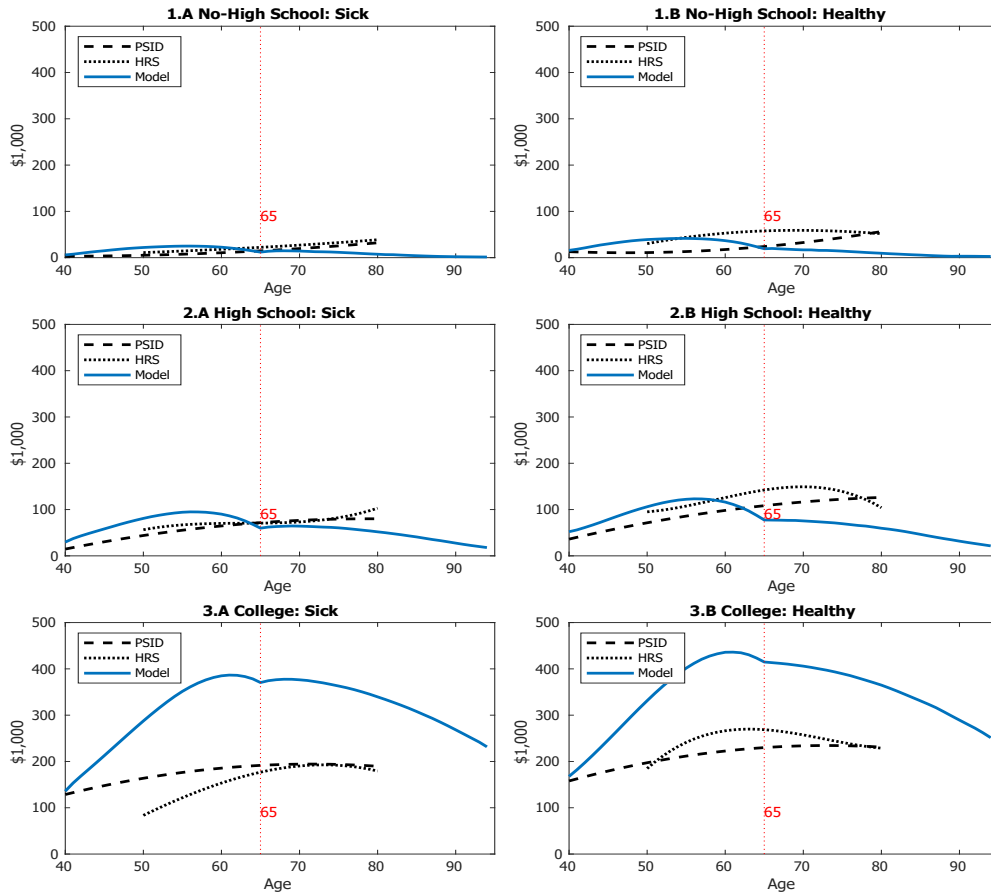 1.A No-High School: Sick
500
400
300
200
100
0
$1,000
PSID
HRS
Model
65
40
50
60
70
80
90
Age
1.B No-High School: Healthy
500
400
300
200
100
0
$1,000
PSID
HRS
Model
65
40
50
60
70
80
90
Age
2.A High School: Sick
500
400
300
200
100
0
$1,000
PSID
HRS
Model
65
40
50
60
70
80
90
Age
2.B High School: Healthy
500
400
300
200
100
0
$1,000
PSID
HRS
Model
65
40
50
60
70
80
90
Age
3.A College: Sick
500
400
300
200
100
0
$1,000
PSID
HRS
Model
65
40
50
60
70
80
90
Age
3.B College: Healthy
500
400
300
200
100
0
$1,000
PSID
HRS
Model
65
40
50
60
70
80
90
Age